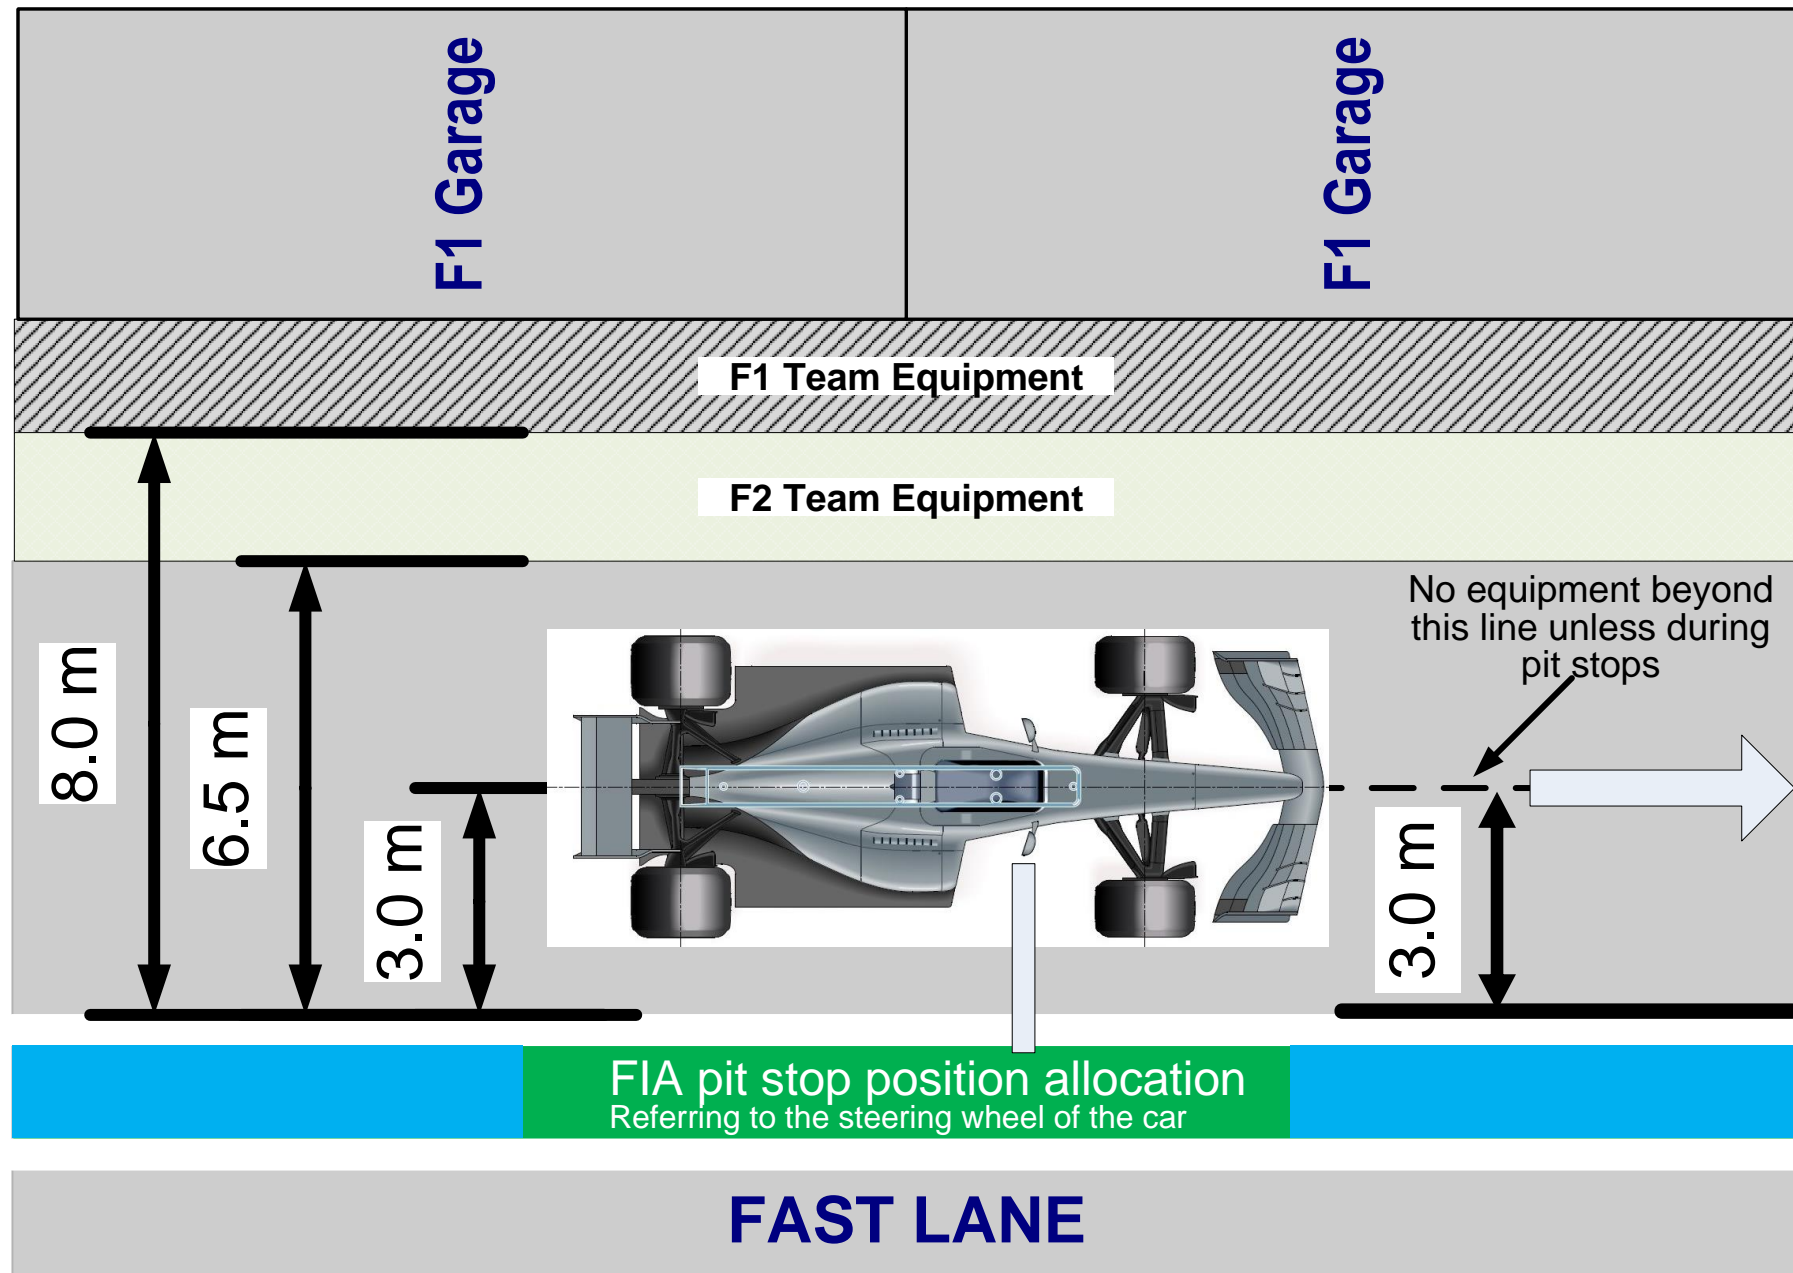 F1 Garage
F1 Garage
F1 Team Equipment
F2 Team Equipment
No equipment beyond
this line unless during
pit stops
8.0 m
6.5 m
3.0 m
3.0 m
FIA pit stop position allocation
Referring to the steering wheel of the car
FAST LANE